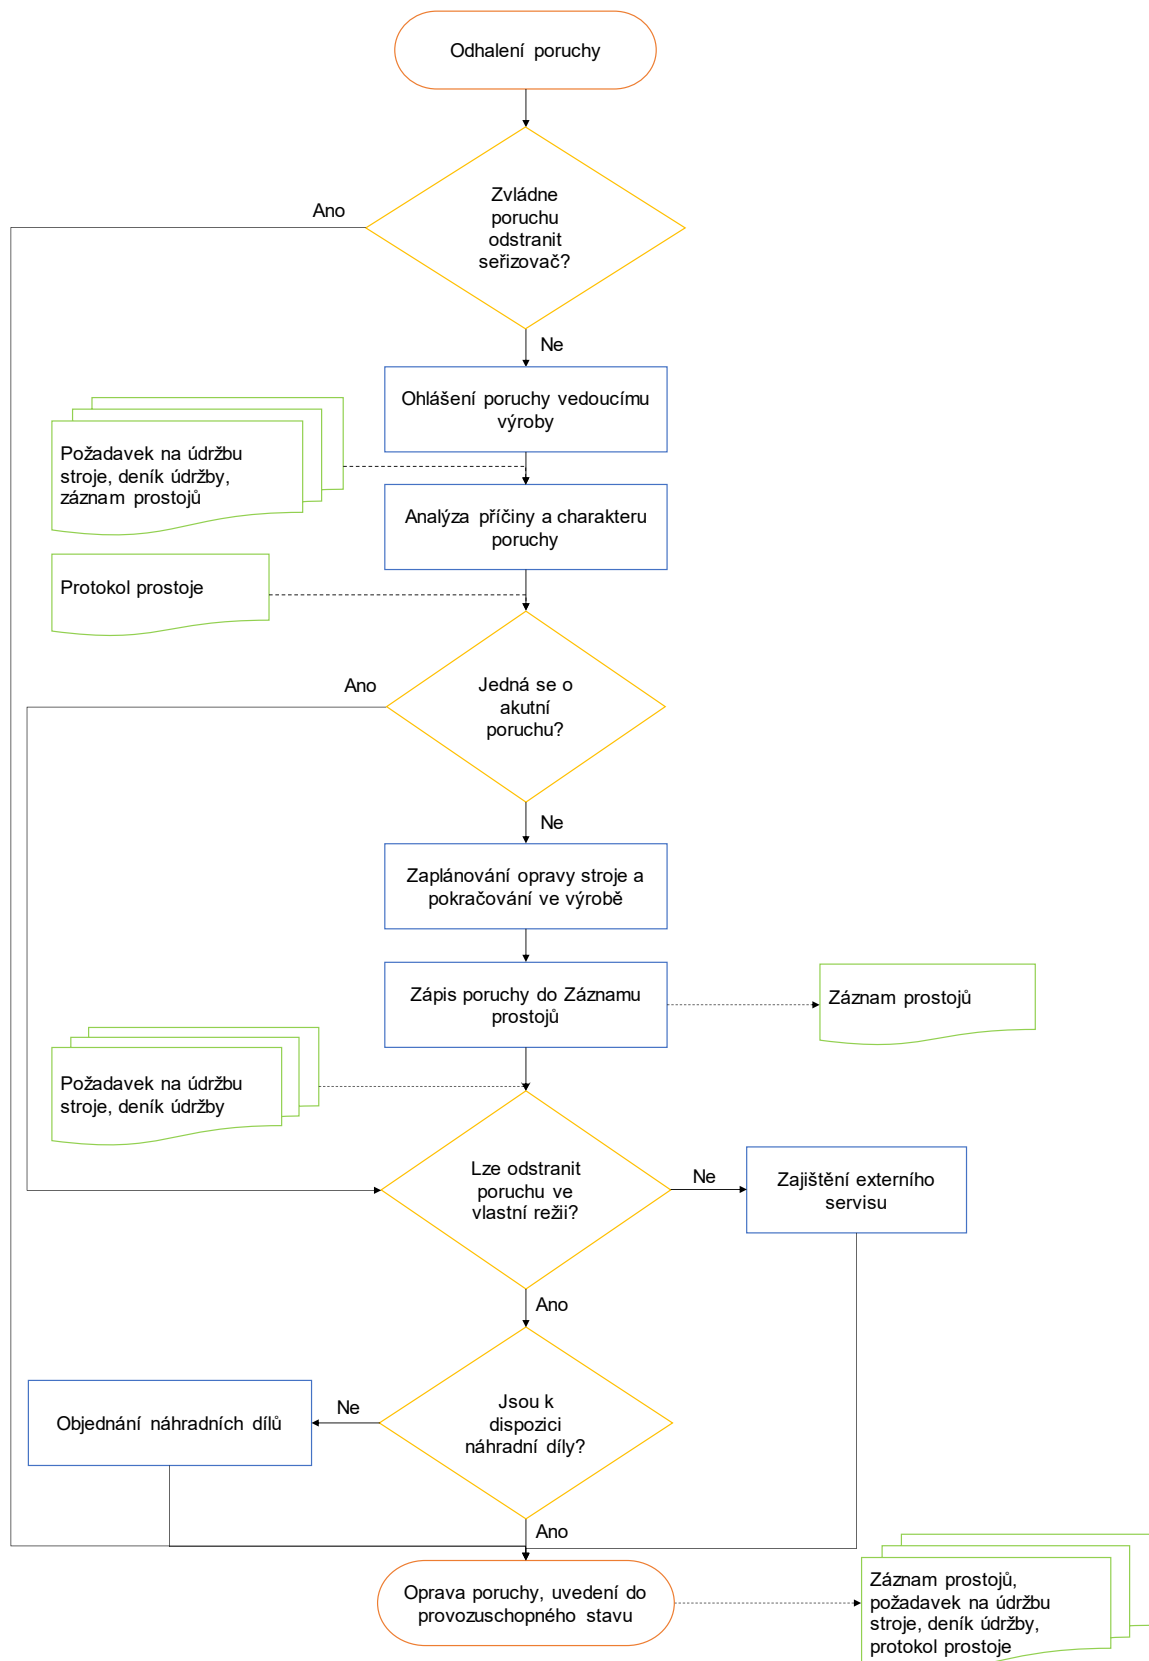 Odhalení poruchy
Zvládne
poruchu
odstranit
seřizovač?
Ano
Ne
Ohlášení poruchy vedoucímu
výroby
Požadavek na údržbu
stroje, deník údržby,
záznam prostojů
Analýza příčiny a charakteru
poruchy
Protokol prostoje
Ano
Jedná se o
akutní
poruchu?
Ne
Zaplánování opravy stroje a
pokračování ve výrobě
Zápis poruchy do Záznamu
prostojů
Záznam prostojů
Požadavek na údržbu
stroje, deník údržby
Lze odstranit
poruchu ve
vlastní režii?
Ne
Zajištění externího
servisu
Ano
Jsou k
dispozici
náhradní díly?
Ne
Objednání náhradních dílů
Ano
Oprava poruchy, uvedení do
provozuschopného stavu
Záznam prostojů,
požadavek na údržbu
stroje, deník údržby,
protokol prostoje